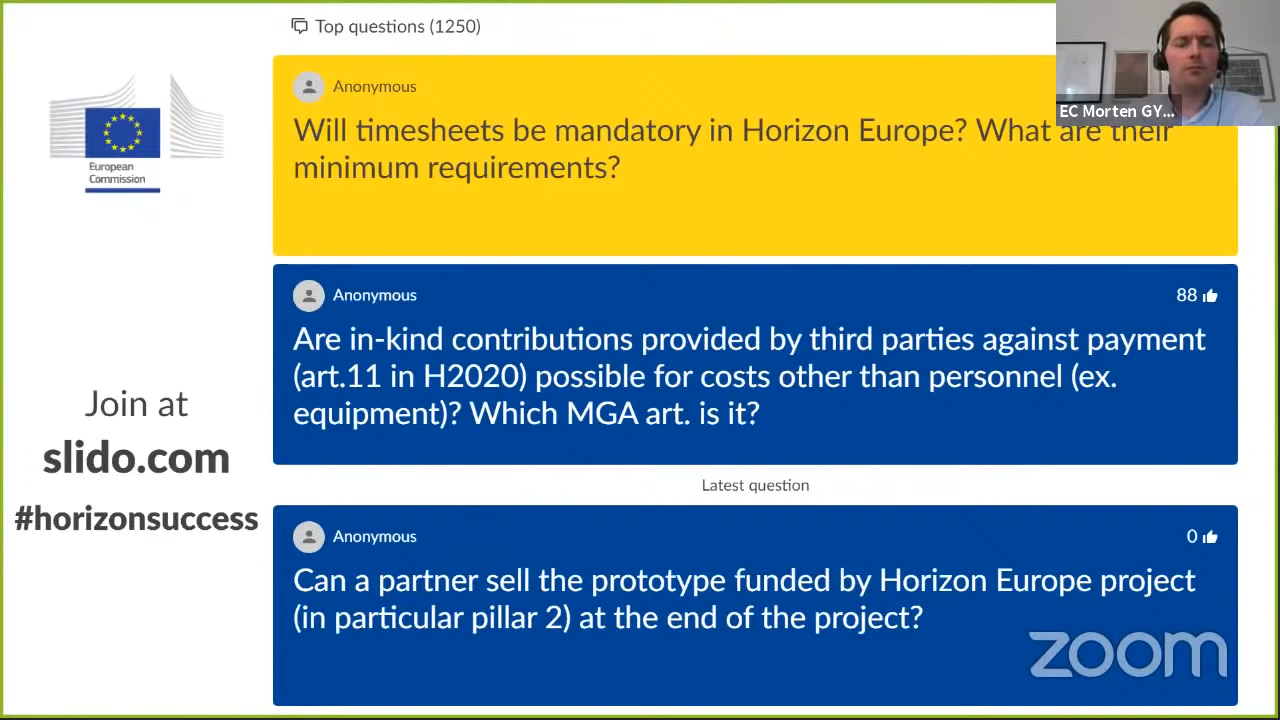 Top questions (1250)
Anonymous
Will timesheets be mandatory in Horizon Europe? What are their
minimum requirements?
EC Morten GY...
European
Commission
Anonymous
88
Are in-kind contributions provided by third parties against payment
(art.11 in H2020) possible for costs other than personnel (ex.
equipment)? Which MGA art. is it?
Join at
slido.com
#horizonsuccess
Latest question
Anonymous
0
Can a partner sell the prototype funded by Horizon Europe project
(in particular pillar 2) at the end of the project?
zoom